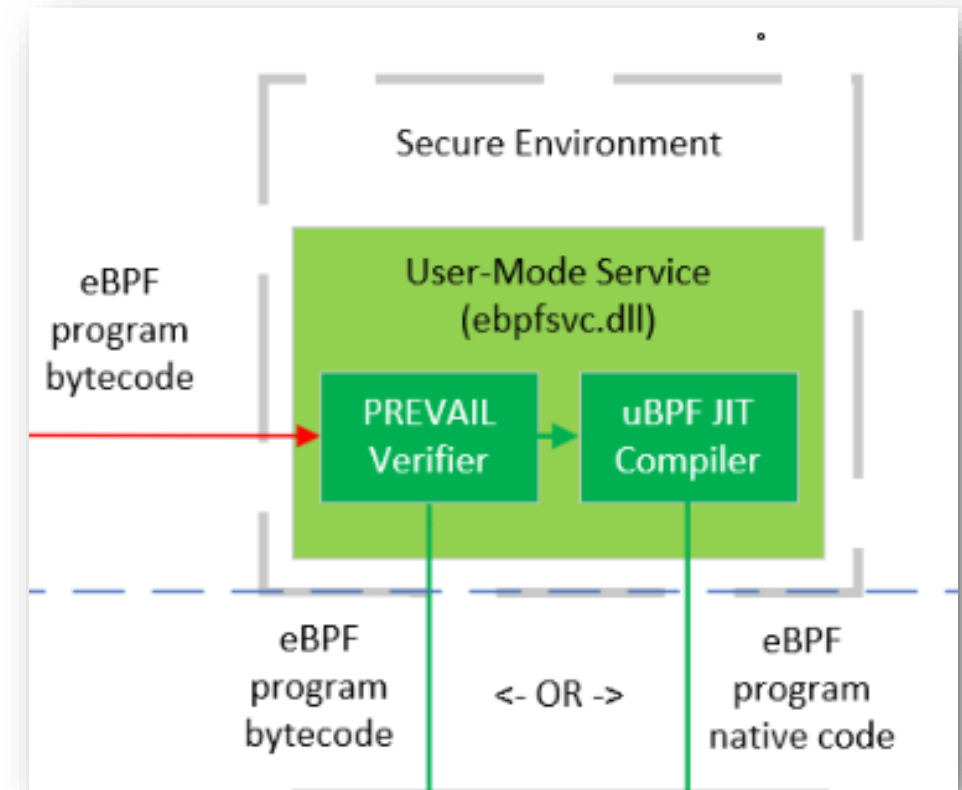 Secure Environment
User-Mode Service
(ebpfsvc.dll)
eBPF
program
bytecode
PREVAIL
Verifier
uBPF JIT
Compiler
eBPF
program
bytecode
<- OR ->
eBPF
program
native code